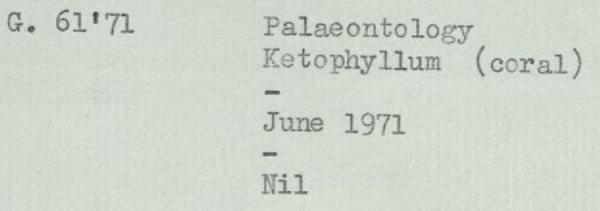 G. 61'71 Palaeontology
Ketophyllum (coral)
-
June 1971
-
Nil